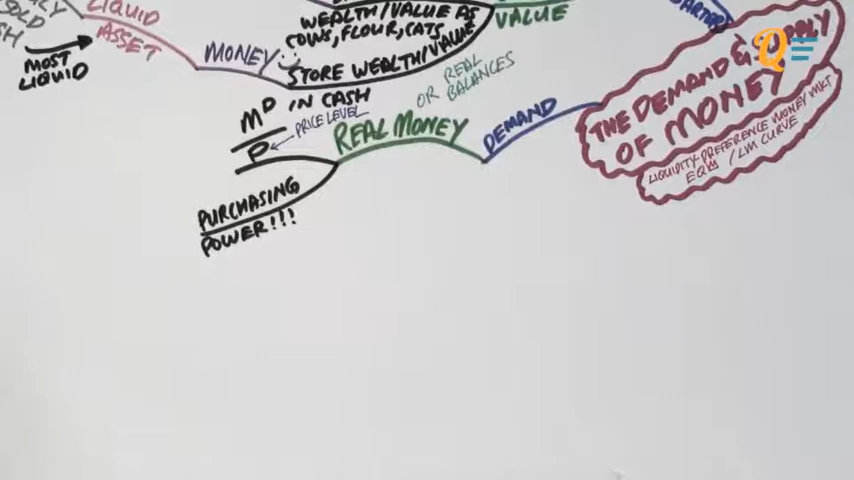 LIQUID
ASSET
MOST
LIQUID
MONEY
WEALTH/VALUE AS
COWS, FLOUR, CATS
STORE WEALTH/VALUE
IN CASH
VALUE
OR REAL
BALANCES
M^D
P
PRICE LEVEL
REAL MONEY
DEMAND
PURCHASING
POWER!!!
THE DEMAND & SUPPLY
OF MONEY
LIQUIDITY-PREFERENCE MONEY MKT
EQM / LM CURVE